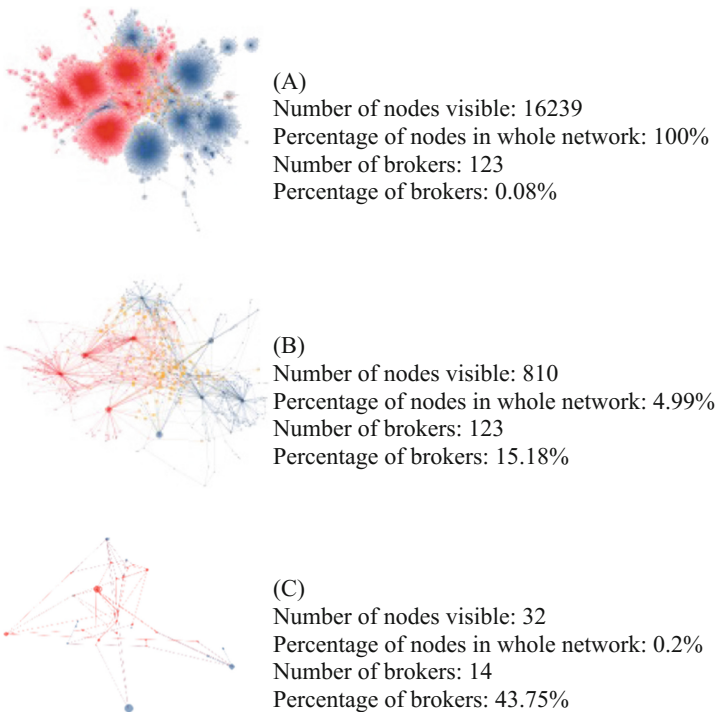 (A)
Number of nodes visible: 16239
Percentage of nodes in whole network: 100%
Number of brokers: 123
Percentage of brokers: 0.08%
(B)
Number of nodes visible: 810
Percentage of nodes in whole network: 4.99%
Number of brokers: 123
Percentage of brokers: 15.18%
(C)
Number of nodes visible: 32
Percentage of nodes in whole network: 0.2%
Number of brokers: 14
Percentage of brokers: 43.75%